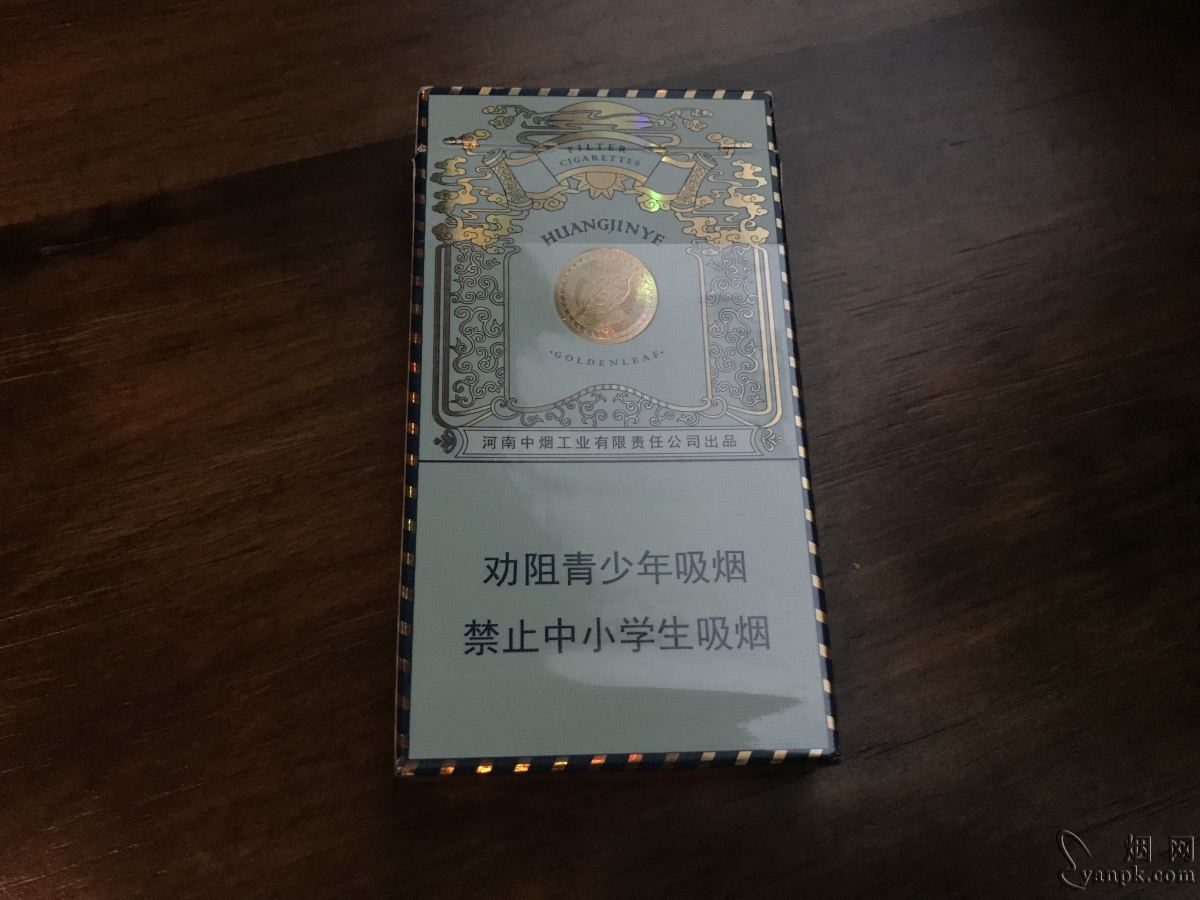 FILTER
CIGARETTES
HUANGJINYE
·GOLDENLEAF·
河南中烟工业有限责任公司出品
劝阻青少年吸烟
禁止中小学生吸烟
烟网
yanpk.com